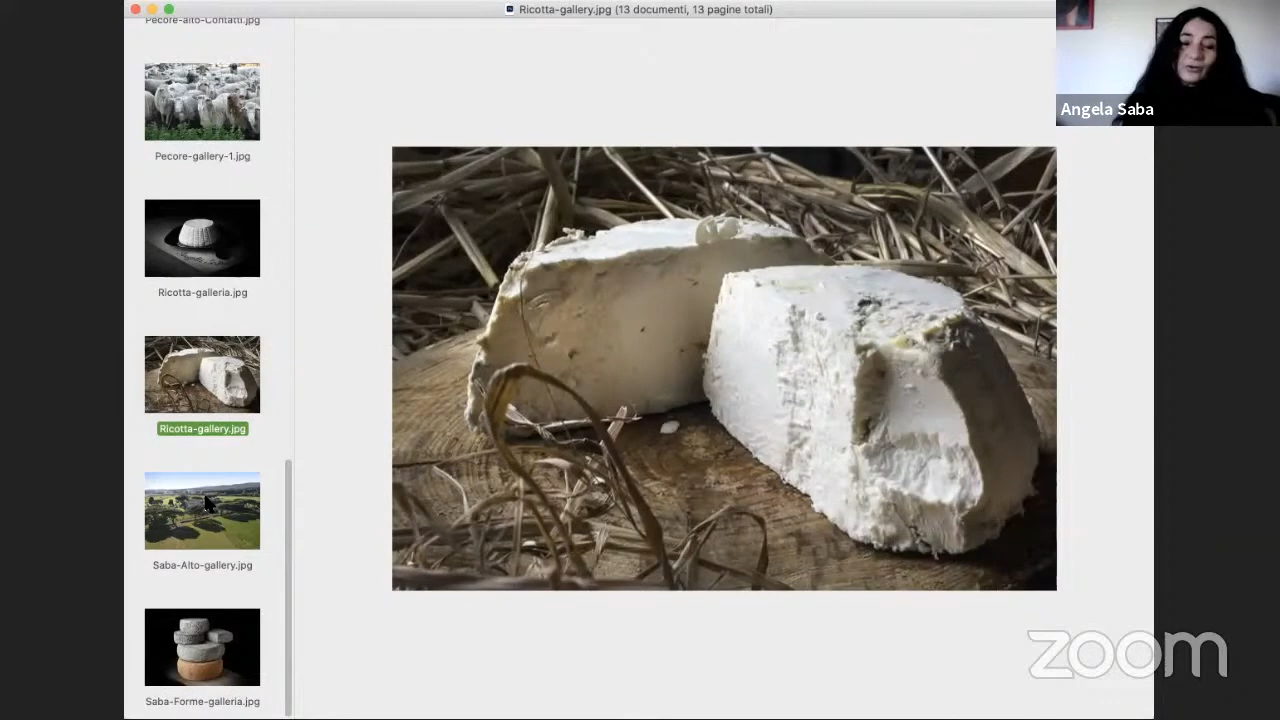 Ricotta-gallery.jpg (13 documenti, 13 pagine totali)
Pecore-alto-Contatti.jpg
Pecore-gallery-1.jpg
Ricotta-galleria.jpg
Ricotta-gallery.jpg
Saba-Alto-gallery.jpg
Saba-Forme-galleria.jpg
Angela Saba
zoom